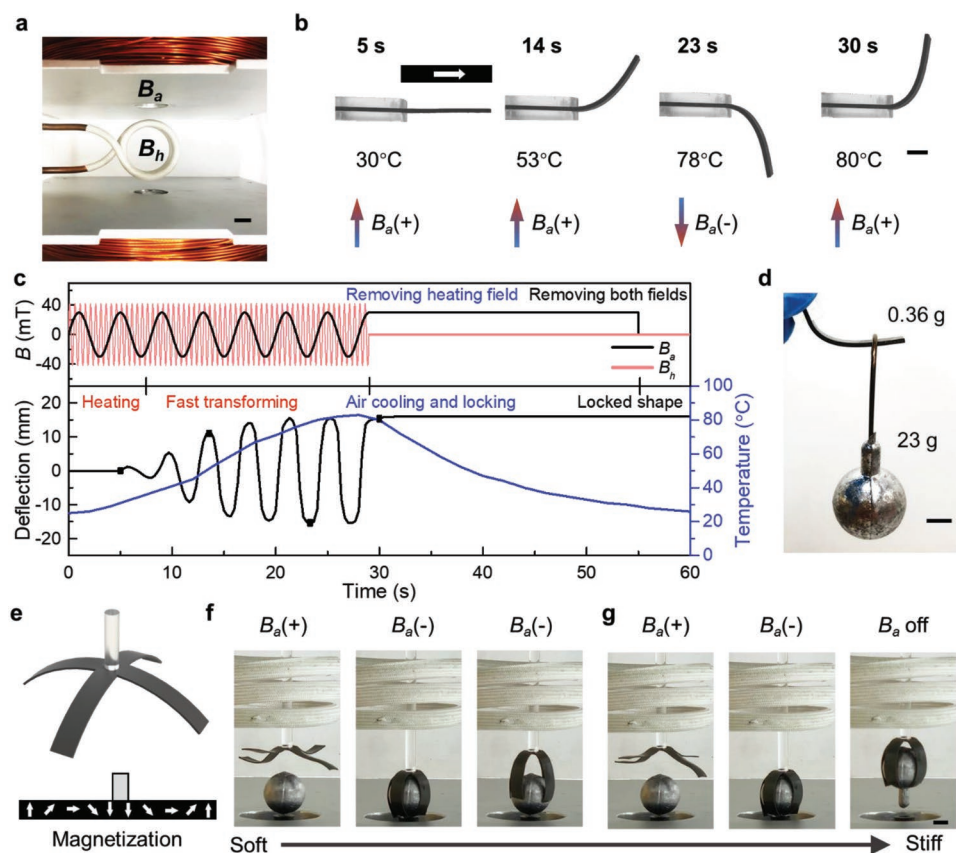 a
B_a
B_h
b
5 s 14 s 23 s 30 s
30°C 53°C 78°C 80°C
B_a(+) B_a(+) B_a(-) B_a(+)
c
Removing heating field Removing both fields
B (mT)
40
0
-40
B_a
B_h
Heating Fast transforming Air cooling and locking Locked shape
Deflection (mm)
20
10
0
-10
-20
Temperature (°C)
100
80
60
40
20
0
0 10 20 30 40 50 60
Time (s)
d
0.36 g
23 g
e
Magnetization
f
B_a(+) B_a(-) B_a(-)
g
B_a(+) B_a(-) B_a off
Soft Stiff